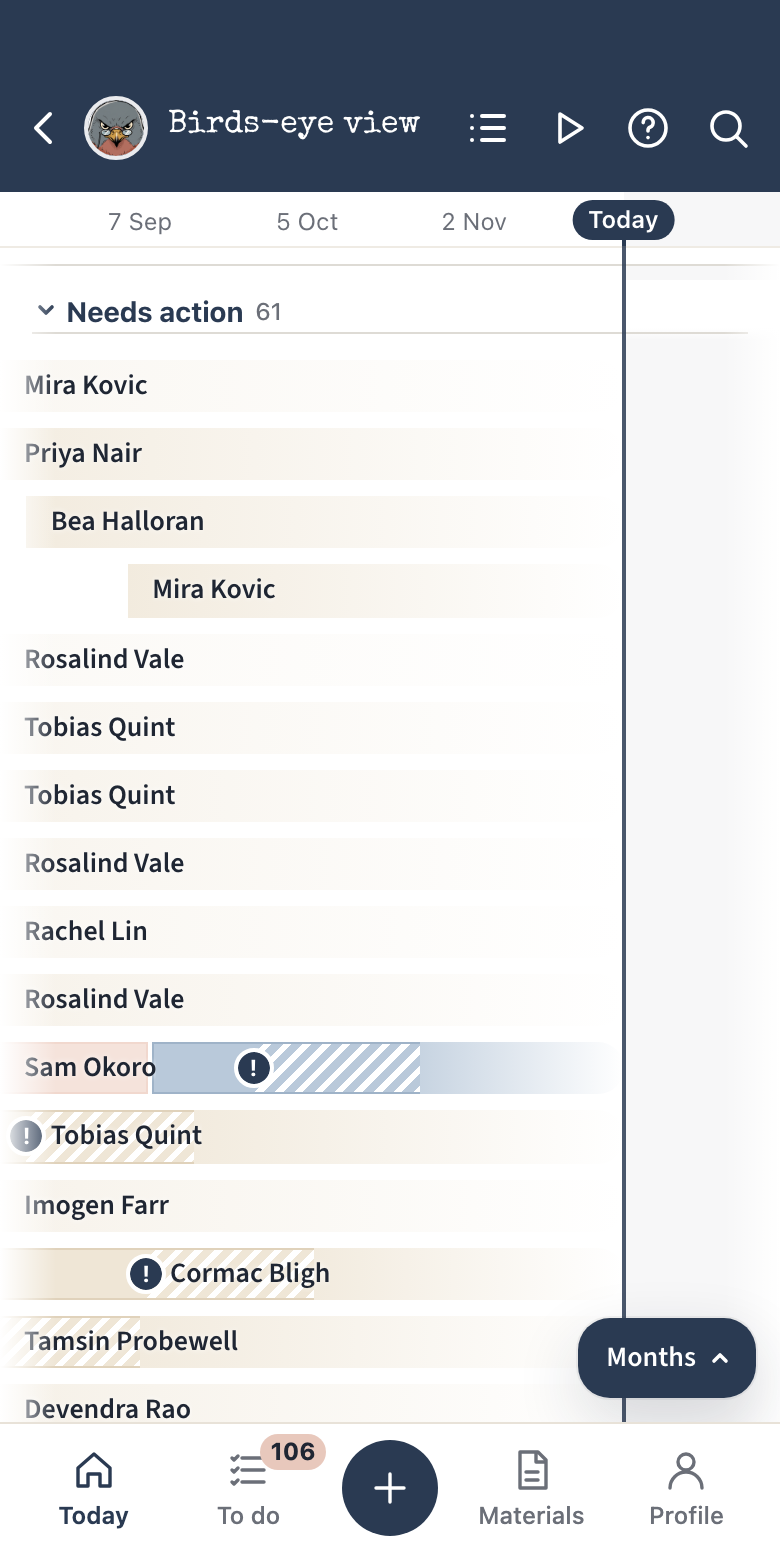 Birds-eye view
7 Sep 5 Oct 2 Nov Today
Needs action 61
Mira Kovic
Priya Nair
Bea Halloran
Mira Kovic
Rosalind Vale
Tobias Quint
Tobias Quint
Rosalind Vale
Rachel Lin
Rosalind Vale
Sam Okoro !
! Tobias Quint
Imogen Farr
! Cormac Bligh
Tamsin Probewell
Months
Devendra Rao
106
Today To do Materials Profile